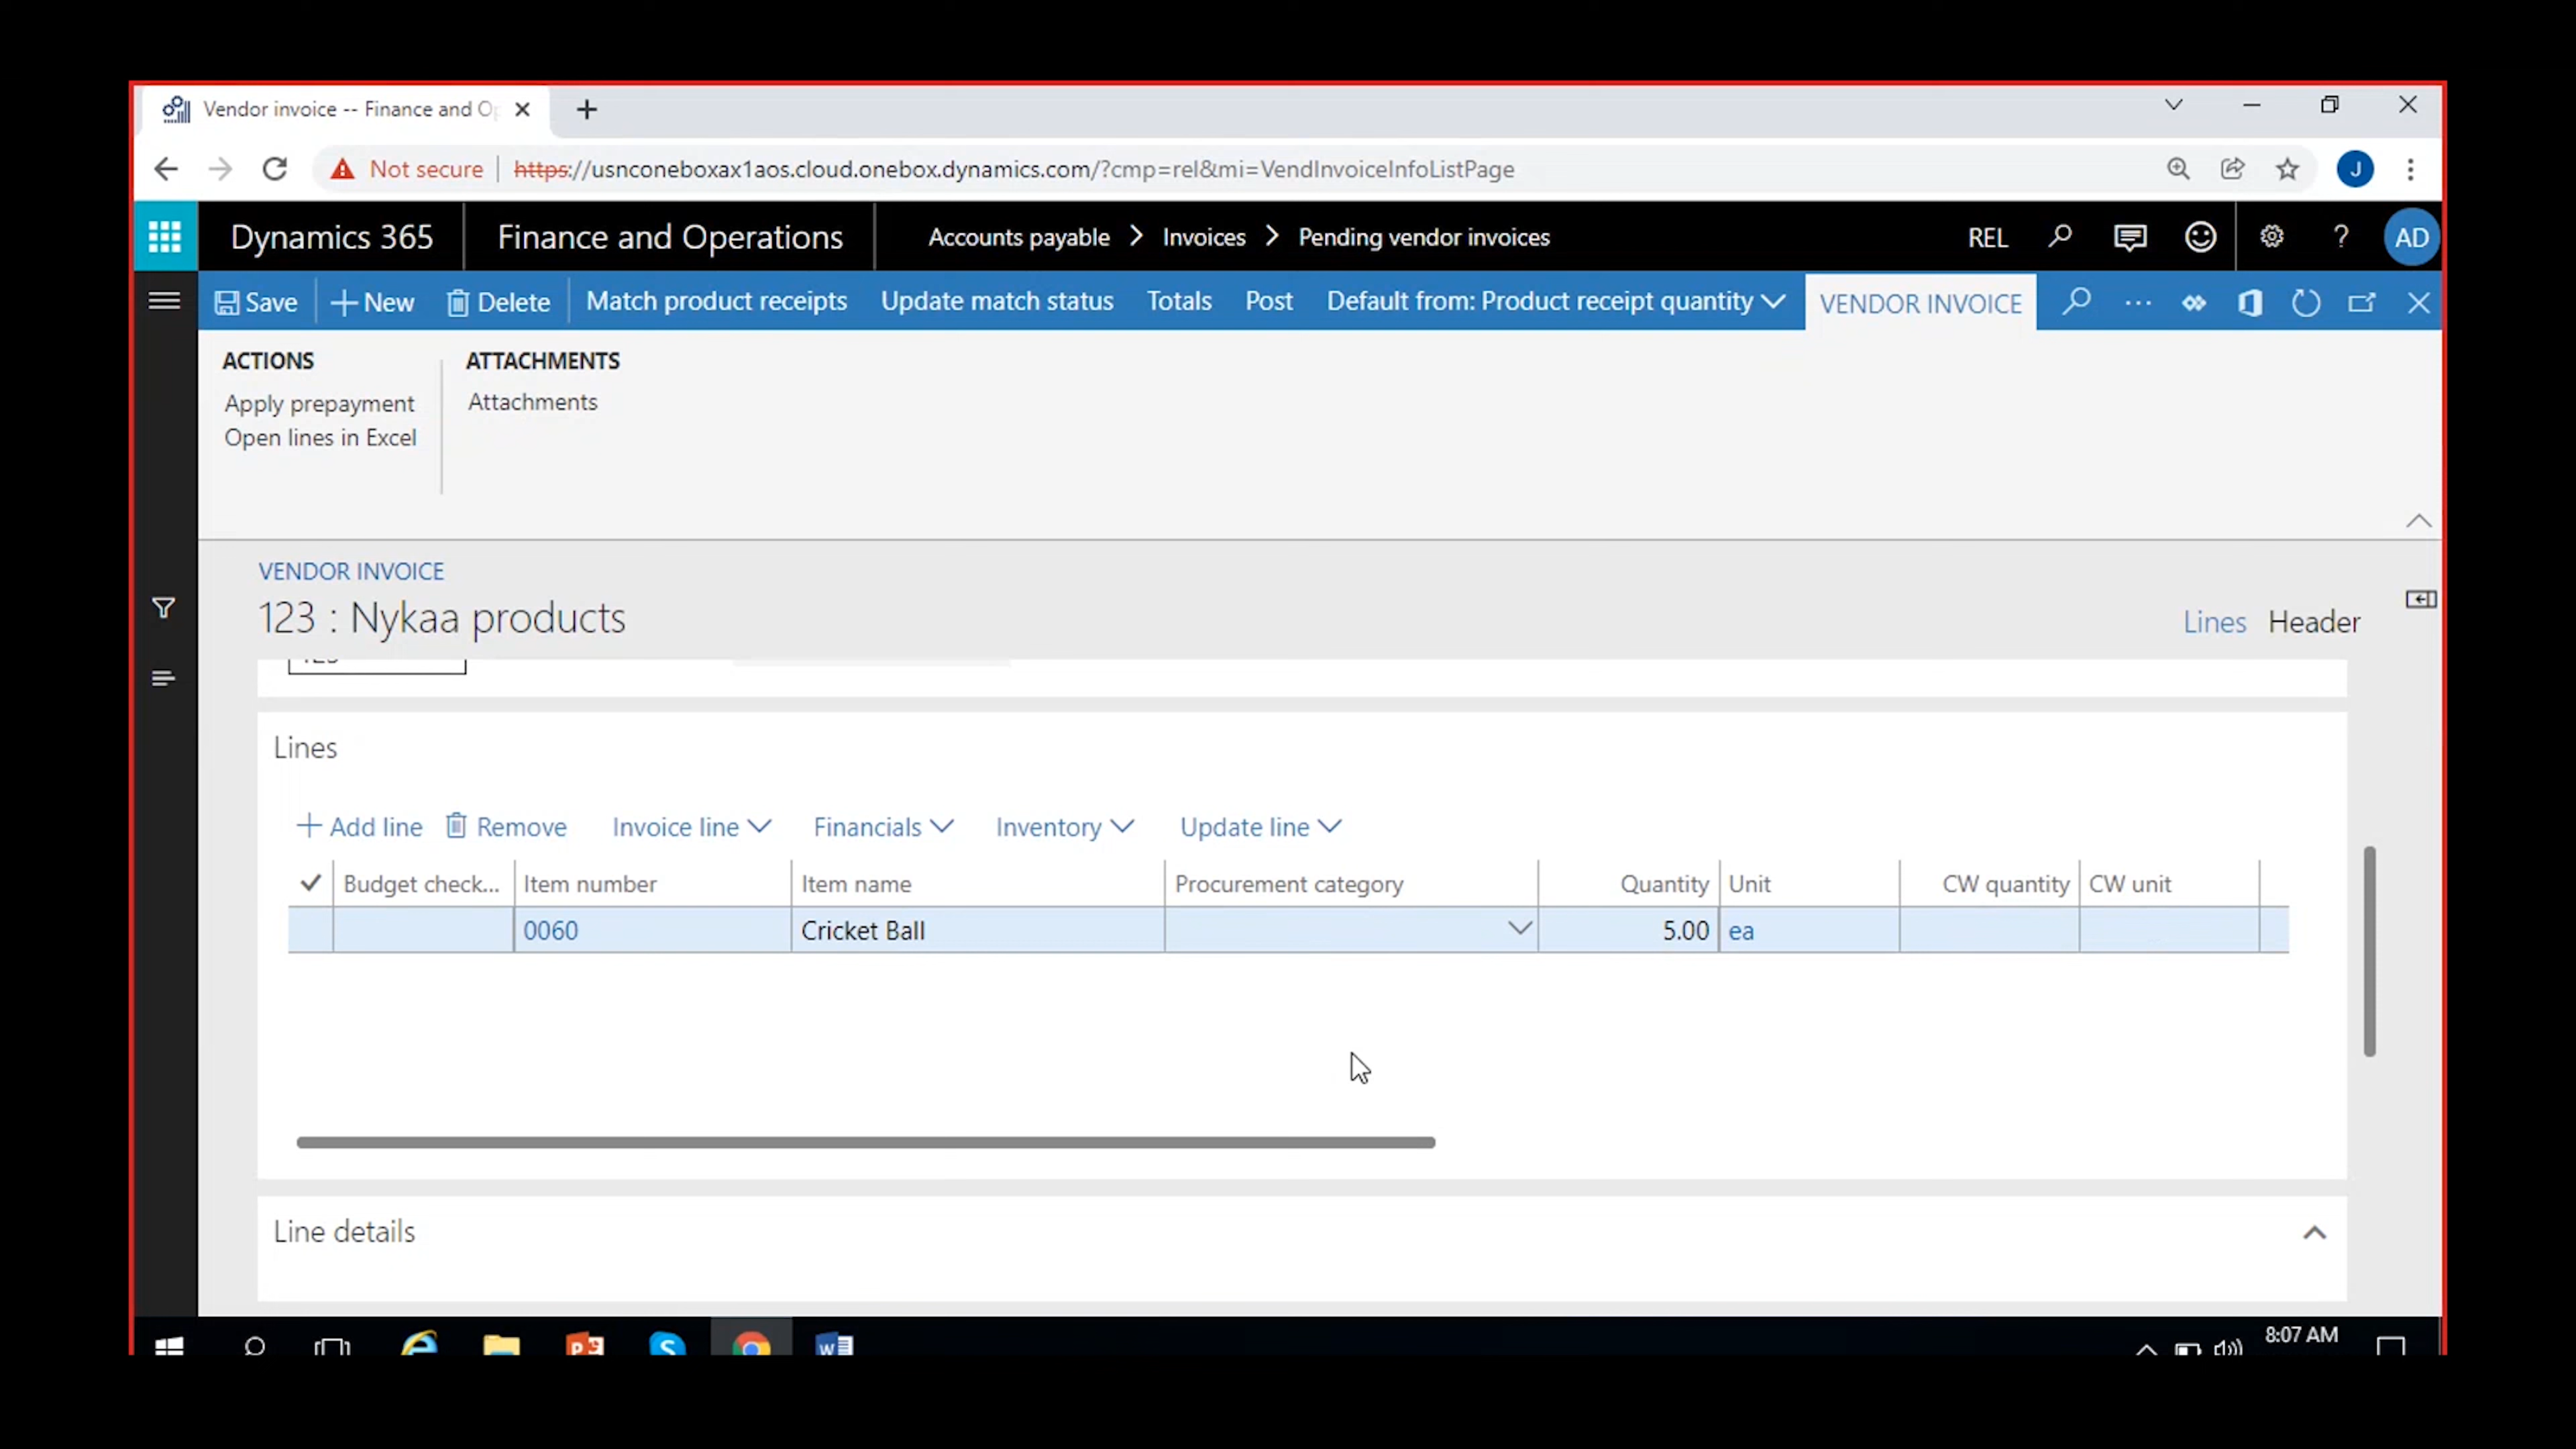 Vendor invoice -- Finance and Op
Not secure https://usnconeboxax1aos.cloud.onebox.dynamics.com/?cmp=rel&mi=VendInvoiceInfoListPage
J
Dynamics 365 Finance and Operations Accounts payable > Invoices > Pending vendor invoices REL ? AD
Save + New Delete Match product receipts Update match status Totals Post Default from: Product receipt quantity VENDOR INVOICE ...
ACTIONS ATTACHMENTS
Apply prepayment Attachments
Open lines in Excel
VENDOR INVOICE
123 : Nykaa products
Lines Header
Lines
+ Add line Remove Invoice line Financials Inventory Update line
Budget check... Item number Item name Procurement category Quantity Unit CW quantity CW unit
0060 Cricket Ball 5.00 ea
Line details
8:07 AM